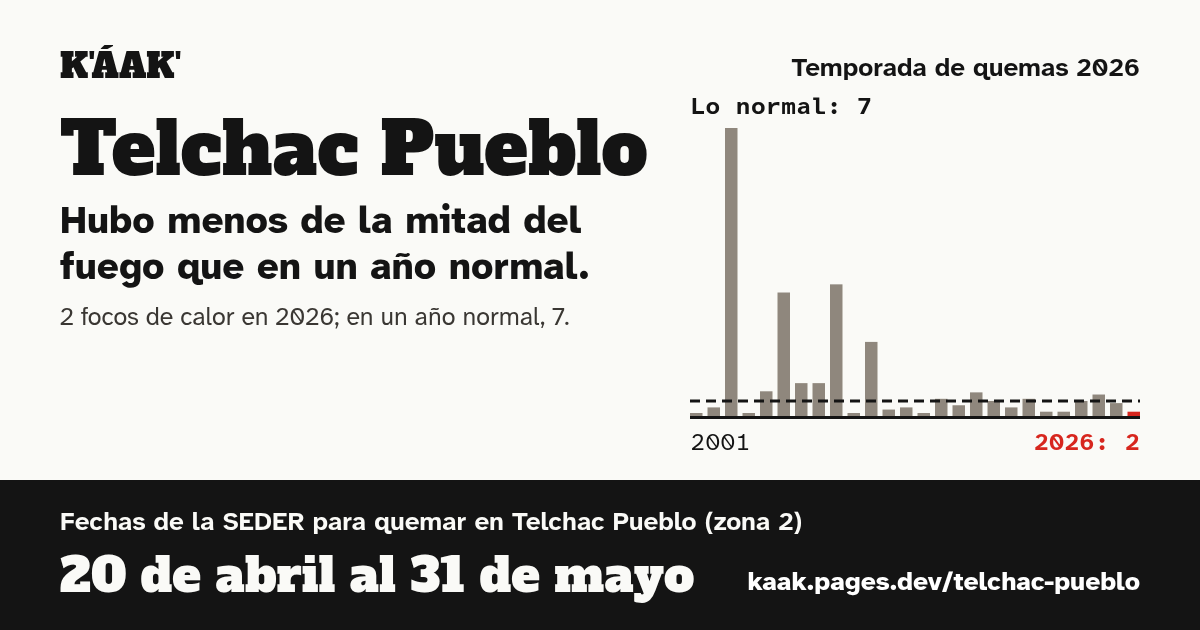 K'ÁAK'
Temporada de quemas 2026
Telchac Pueblo
Hubo menos de la mitad del
fuego que en un año normal.
2 focos de calor en 2026; en un año normal, 7.
Lo normal: 7
2001
2026: 2
Fechas de la SEDER para quemar en Telchac Pueblo (zona 2)
20 de abril al 31 de mayo
kaak.pages.dev/telchac-pueblo